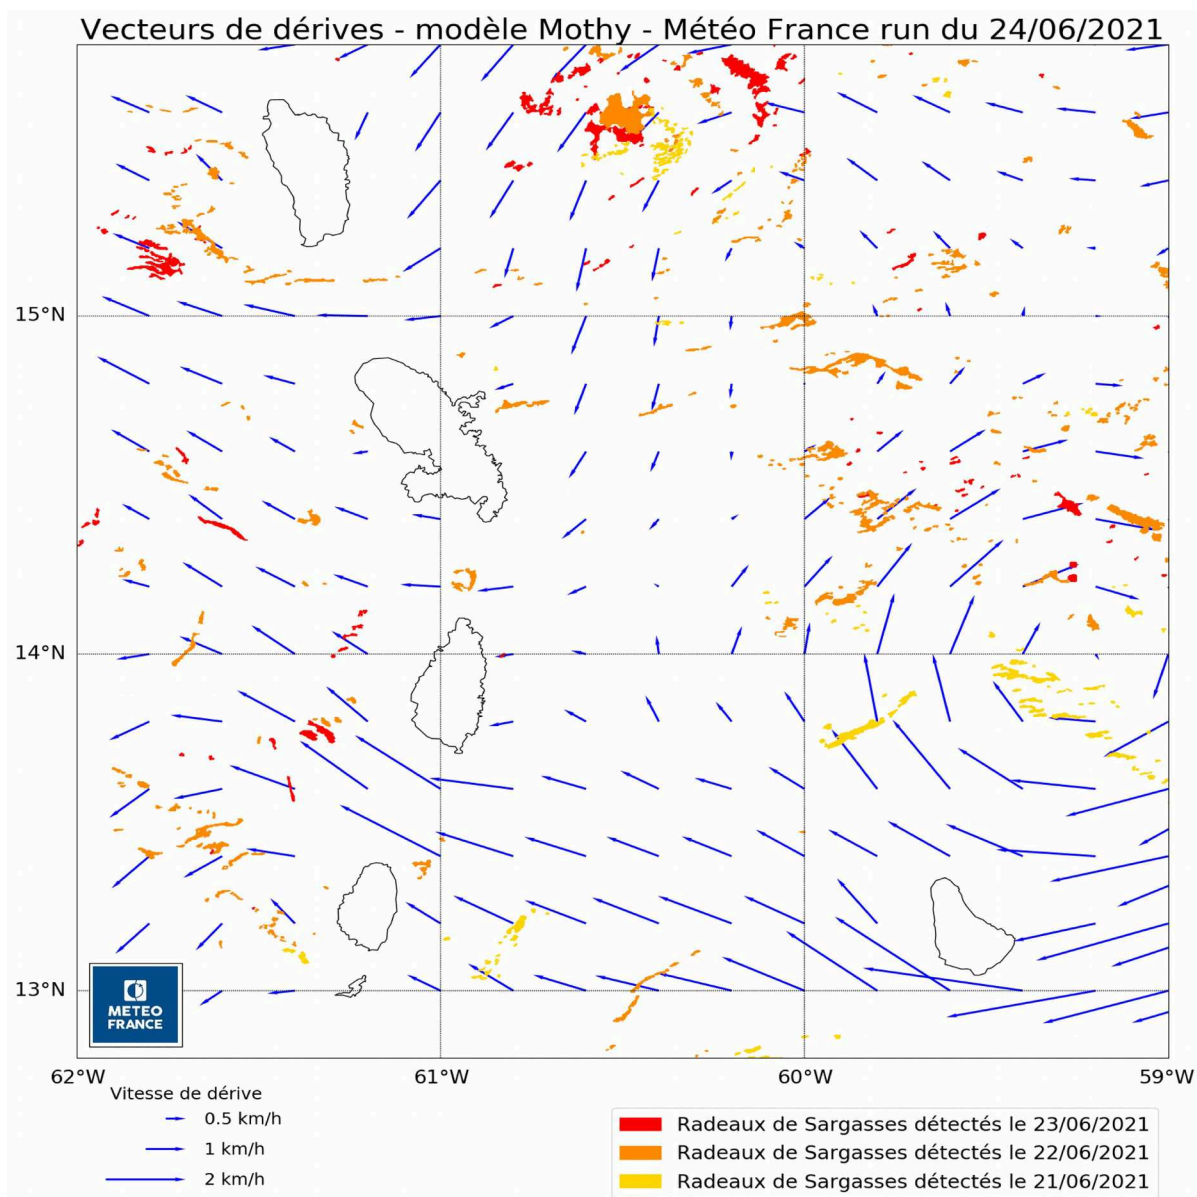 Vecteurs de dérives - modèle Mothy - Météo France run du 24/06/2021
15°N
14°N
13°N
METEO
FRANCE
62°W
61°W
60°W
59°W
Vitesse de dérive
0.5 km/h
1 km/h
2 km/h
Radeaux de Sargasses détectés le 23/06/2021
Radeaux de Sargasses détectés le 22/06/2021
Radeaux de Sargasses détectés le 21/06/2021